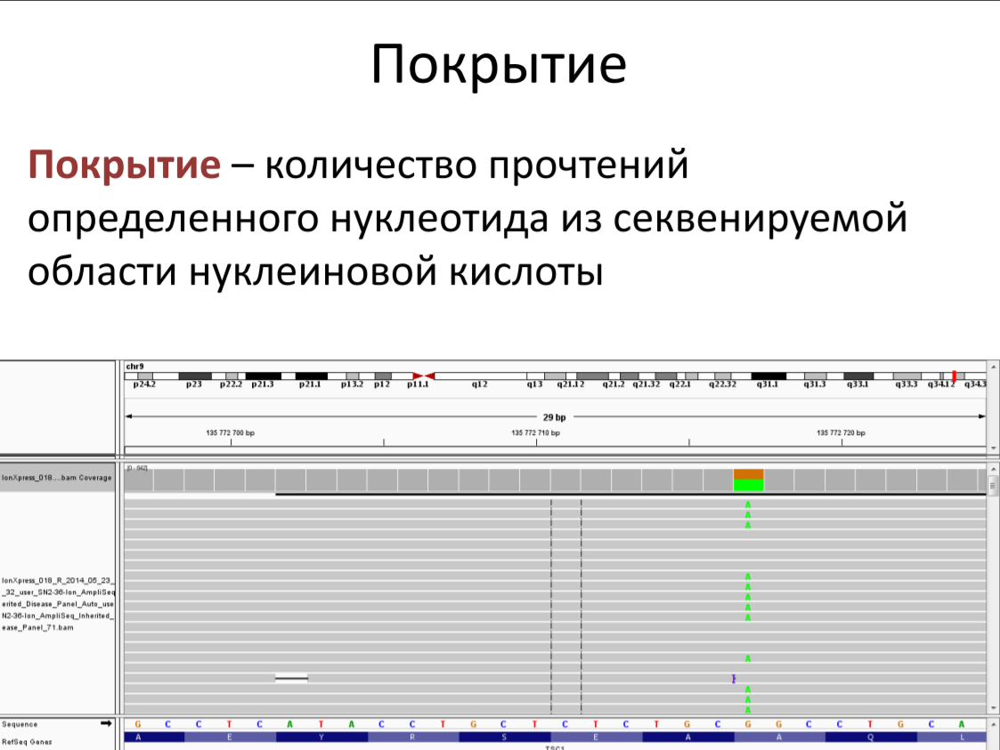 Покрытие
Покрытие – количество прочтений
определенного нуклеотида из секвенируемой
области нуклеиновой кислоты
chr9
p24.2 p23 p22.2 p21.3 p21.1 p13.2 p12 p11.1 q12 q13 q21.12 q21.2 q21.32 q22.1 q22.32 q31.1 q31.3 q33.1 q33.3 q34.12 q34.3
29 bp
135 772 700 bp 135 772 710 bp 135 772 720 bp
[0 - 642]
IonXpress_018....bam Coverage
A
A
A
A
A
A
A
A
A
IonXpress_018_R_2014_05_23_
_32_user_SN2-36-Ion_AmpliSeq
erited_Disease_Panel_Auto_use
N2-36-Ion_AmpliSeq_Inherited_
ease_Panel_71.bam
A
A
A
Sequence
G C C T C A T A C C T G C T C T C T G C G G C C T G C A
RefSeq Genes
A E Y R S E A A Q L
TSC1